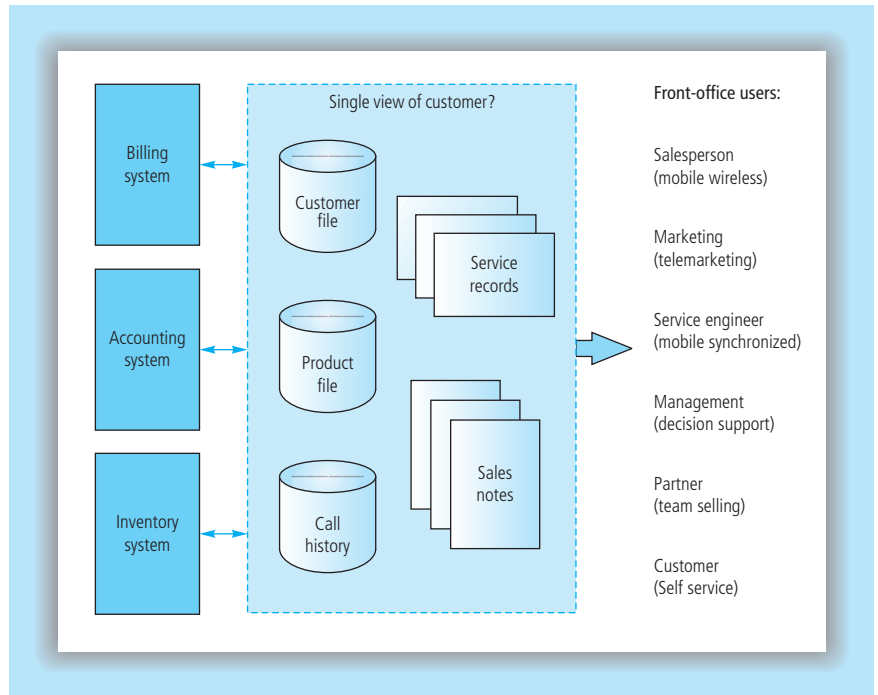 Single view of customer?
Billing
system
Accounting
system
Inventory
system
Customer
file
Product
file
Call
history
Service
records
Sales
notes
Front-office users:
Salesperson
(mobile wireless)
Marketing
(telemarketing)
Service engineer
(mobile synchronized)
Management
(decision support)
Partner
(team selling)
Customer
(Self service)